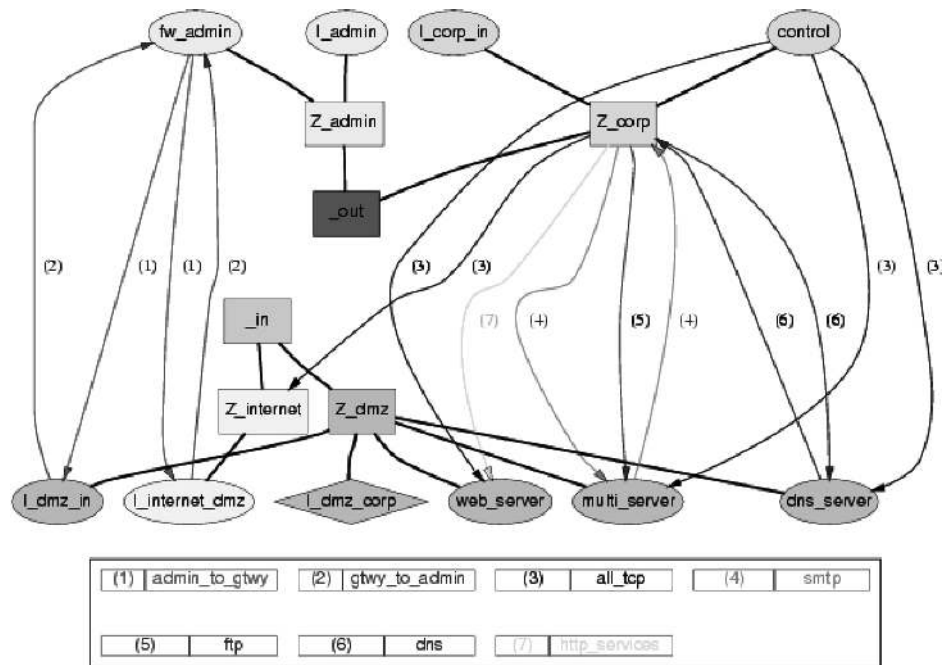 fw_admin
I_admin
I_corp_in
control
Z_admin
Z_corp
_out
(2)
(1)
(1)
(2)
(3)
(3)
(7)
(4)
(5)
(4)
(6)
(6)
(3)
(3)
_in
Z_internet
Z_dmz
I_dmz_in
I_internet_dmz
I_dmz_corp
web_server
multi_server
dns_server
(1) admin_to_gtwy
(2) gtwy_to_admin
(3) all_tcp
(4) smtp
(5) ftp
(6) dns
(7) http_services